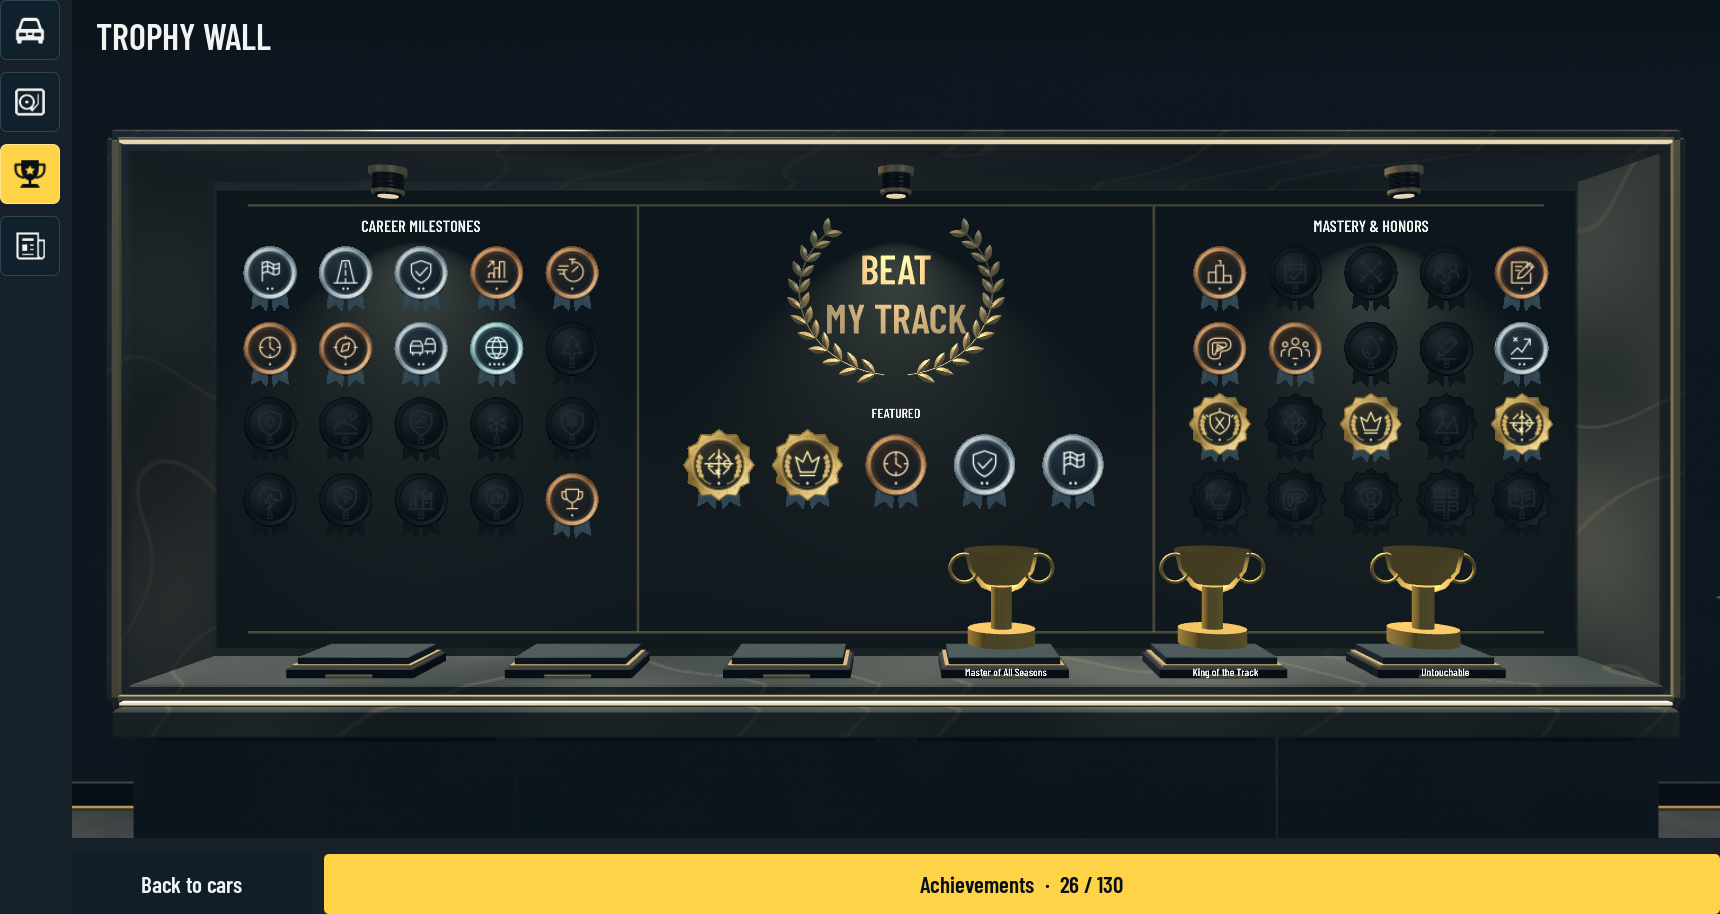 TROPHY WALL
CAREER MILESTONES
BEAT
MY TRACK
MASTERY & HONORS
FEATURED
Master of All Seasons
King of the Track
Untouchable
Back to cars
Achievements · 26 / 130